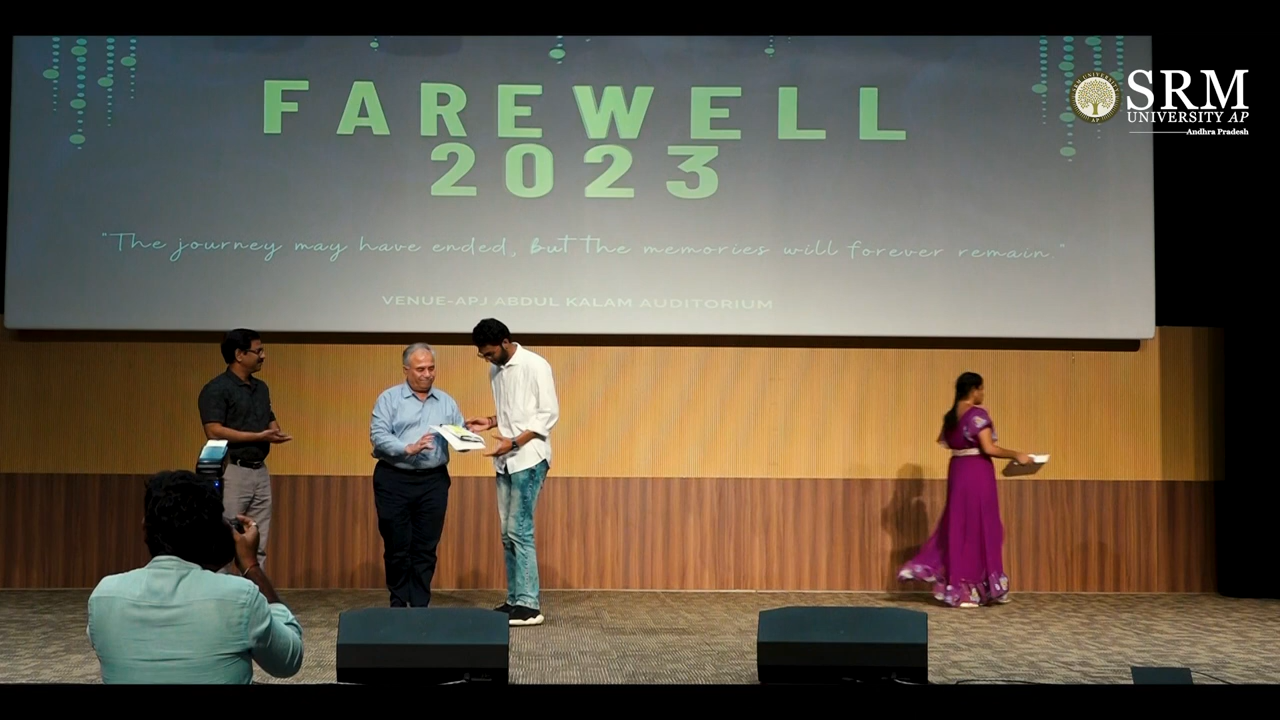 FAREWELL
2023
"The journey may have ended, but the memories will forever remain."
VENUE-APJ ABDUL KALAM AUDITORIUM
SRM
UNIVERSITY AP
Andhra Pradesh